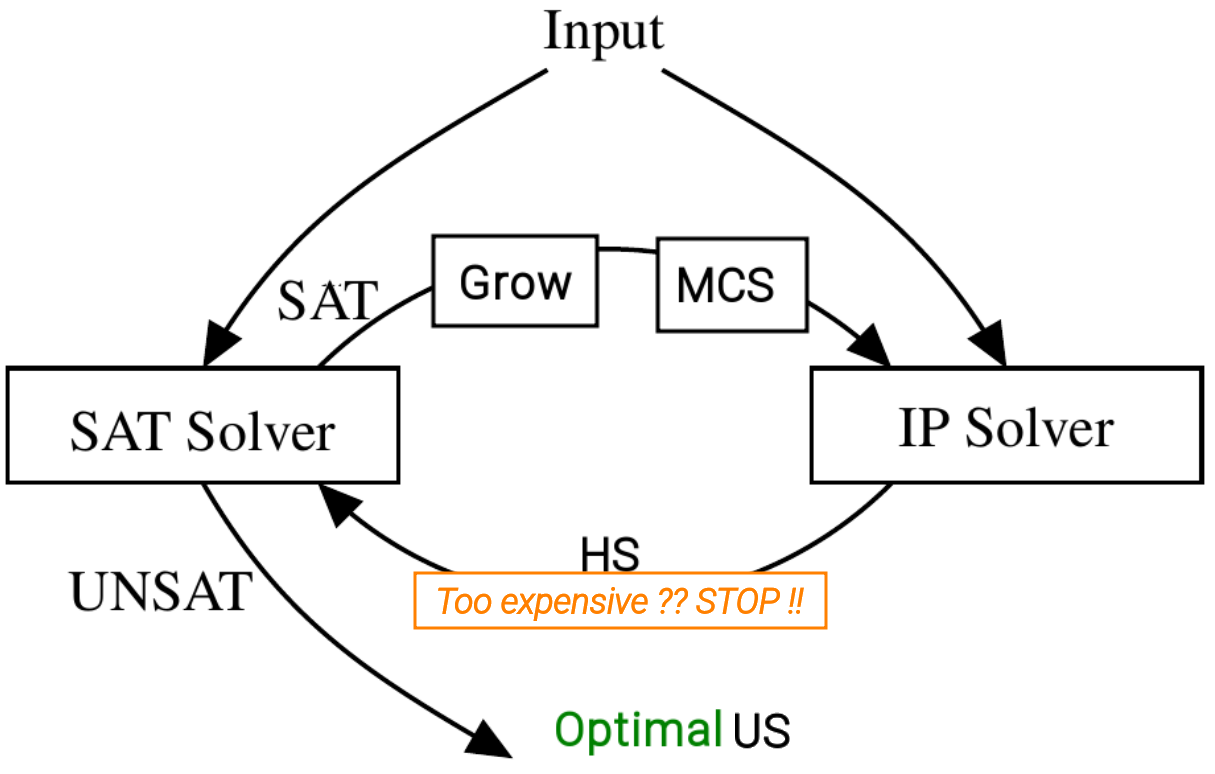 Input
Grow
MCS
SAT
SAT Solver
IP Solver
HS
Too expensive ?? STOP !!
UNSAT
Optimal US